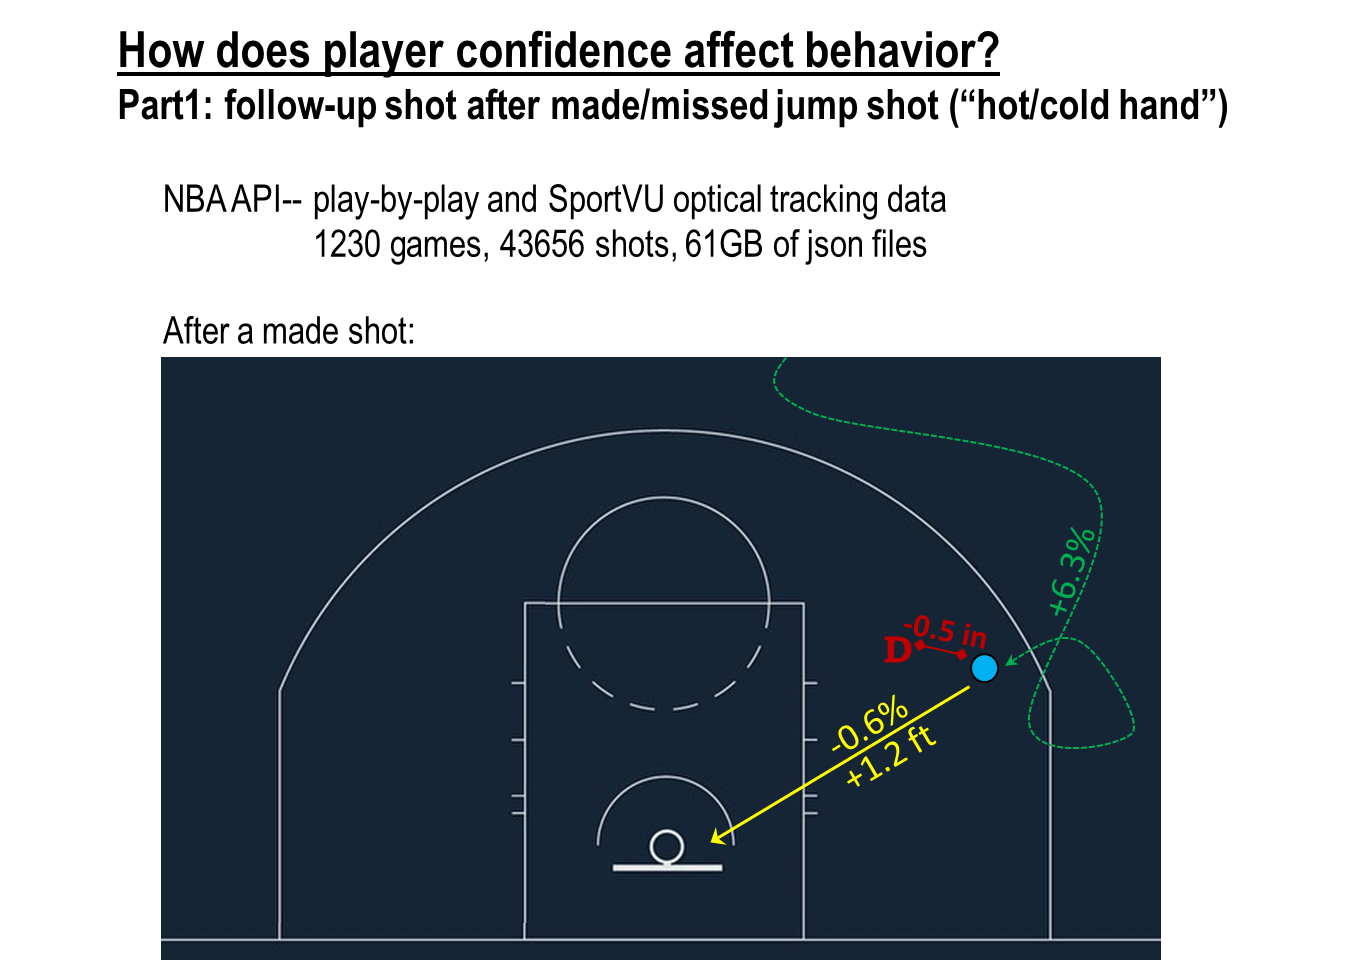 How does player confidence affect behavior?
Part1: follow-up shot after made/missed jump shot (“hot/cold hand”)
NBA API-- play-by-play and SportVU optical tracking data
1230 games, 43656 shots, 61GB of json files
After a made shot:
+6.3%
-0.5 in
D
-0.6%
+1.2 ft